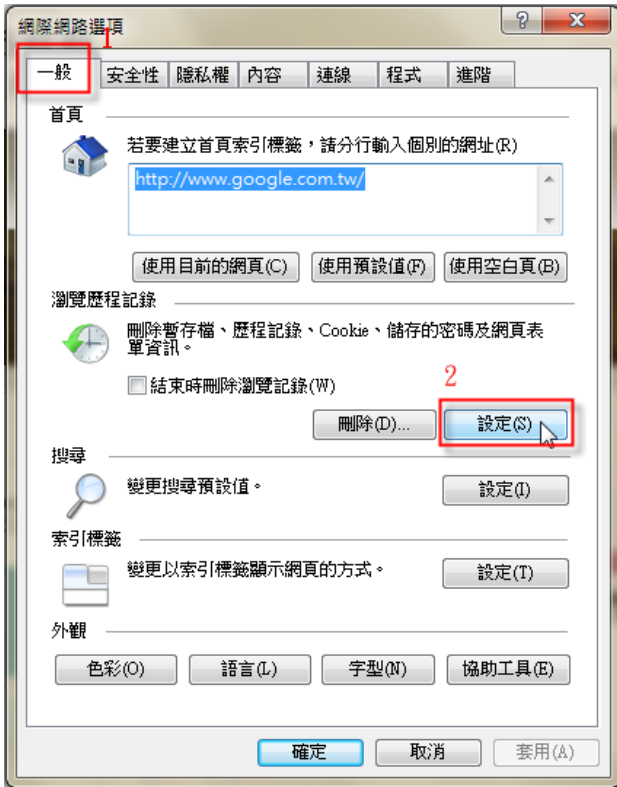 網際網路選項
1
一般 安全性 隱私權 內容 連線 程式 進階
首頁
若要建立首頁索引標籤，請分行輸入個別的網址(R)
http://www.google.com.tw/
使用目前的網頁(C) 使用預設值(F) 使用空白頁(B)
瀏覽歷程記錄
刪除暫存檔、歷程記錄、Cookie、儲存的密碼及網頁表
單資訊。
結束時刪除瀏覽記錄(W)
2
刪除(D)... 設定(S)
搜尋
變更搜尋預設值。
設定(I)
索引標籤
變更以索引標籤顯示網頁的方式。
設定(T)
外觀
色彩(O) 語言(L) 字型(N) 協助工具(E)
確定 取消 套用(A)